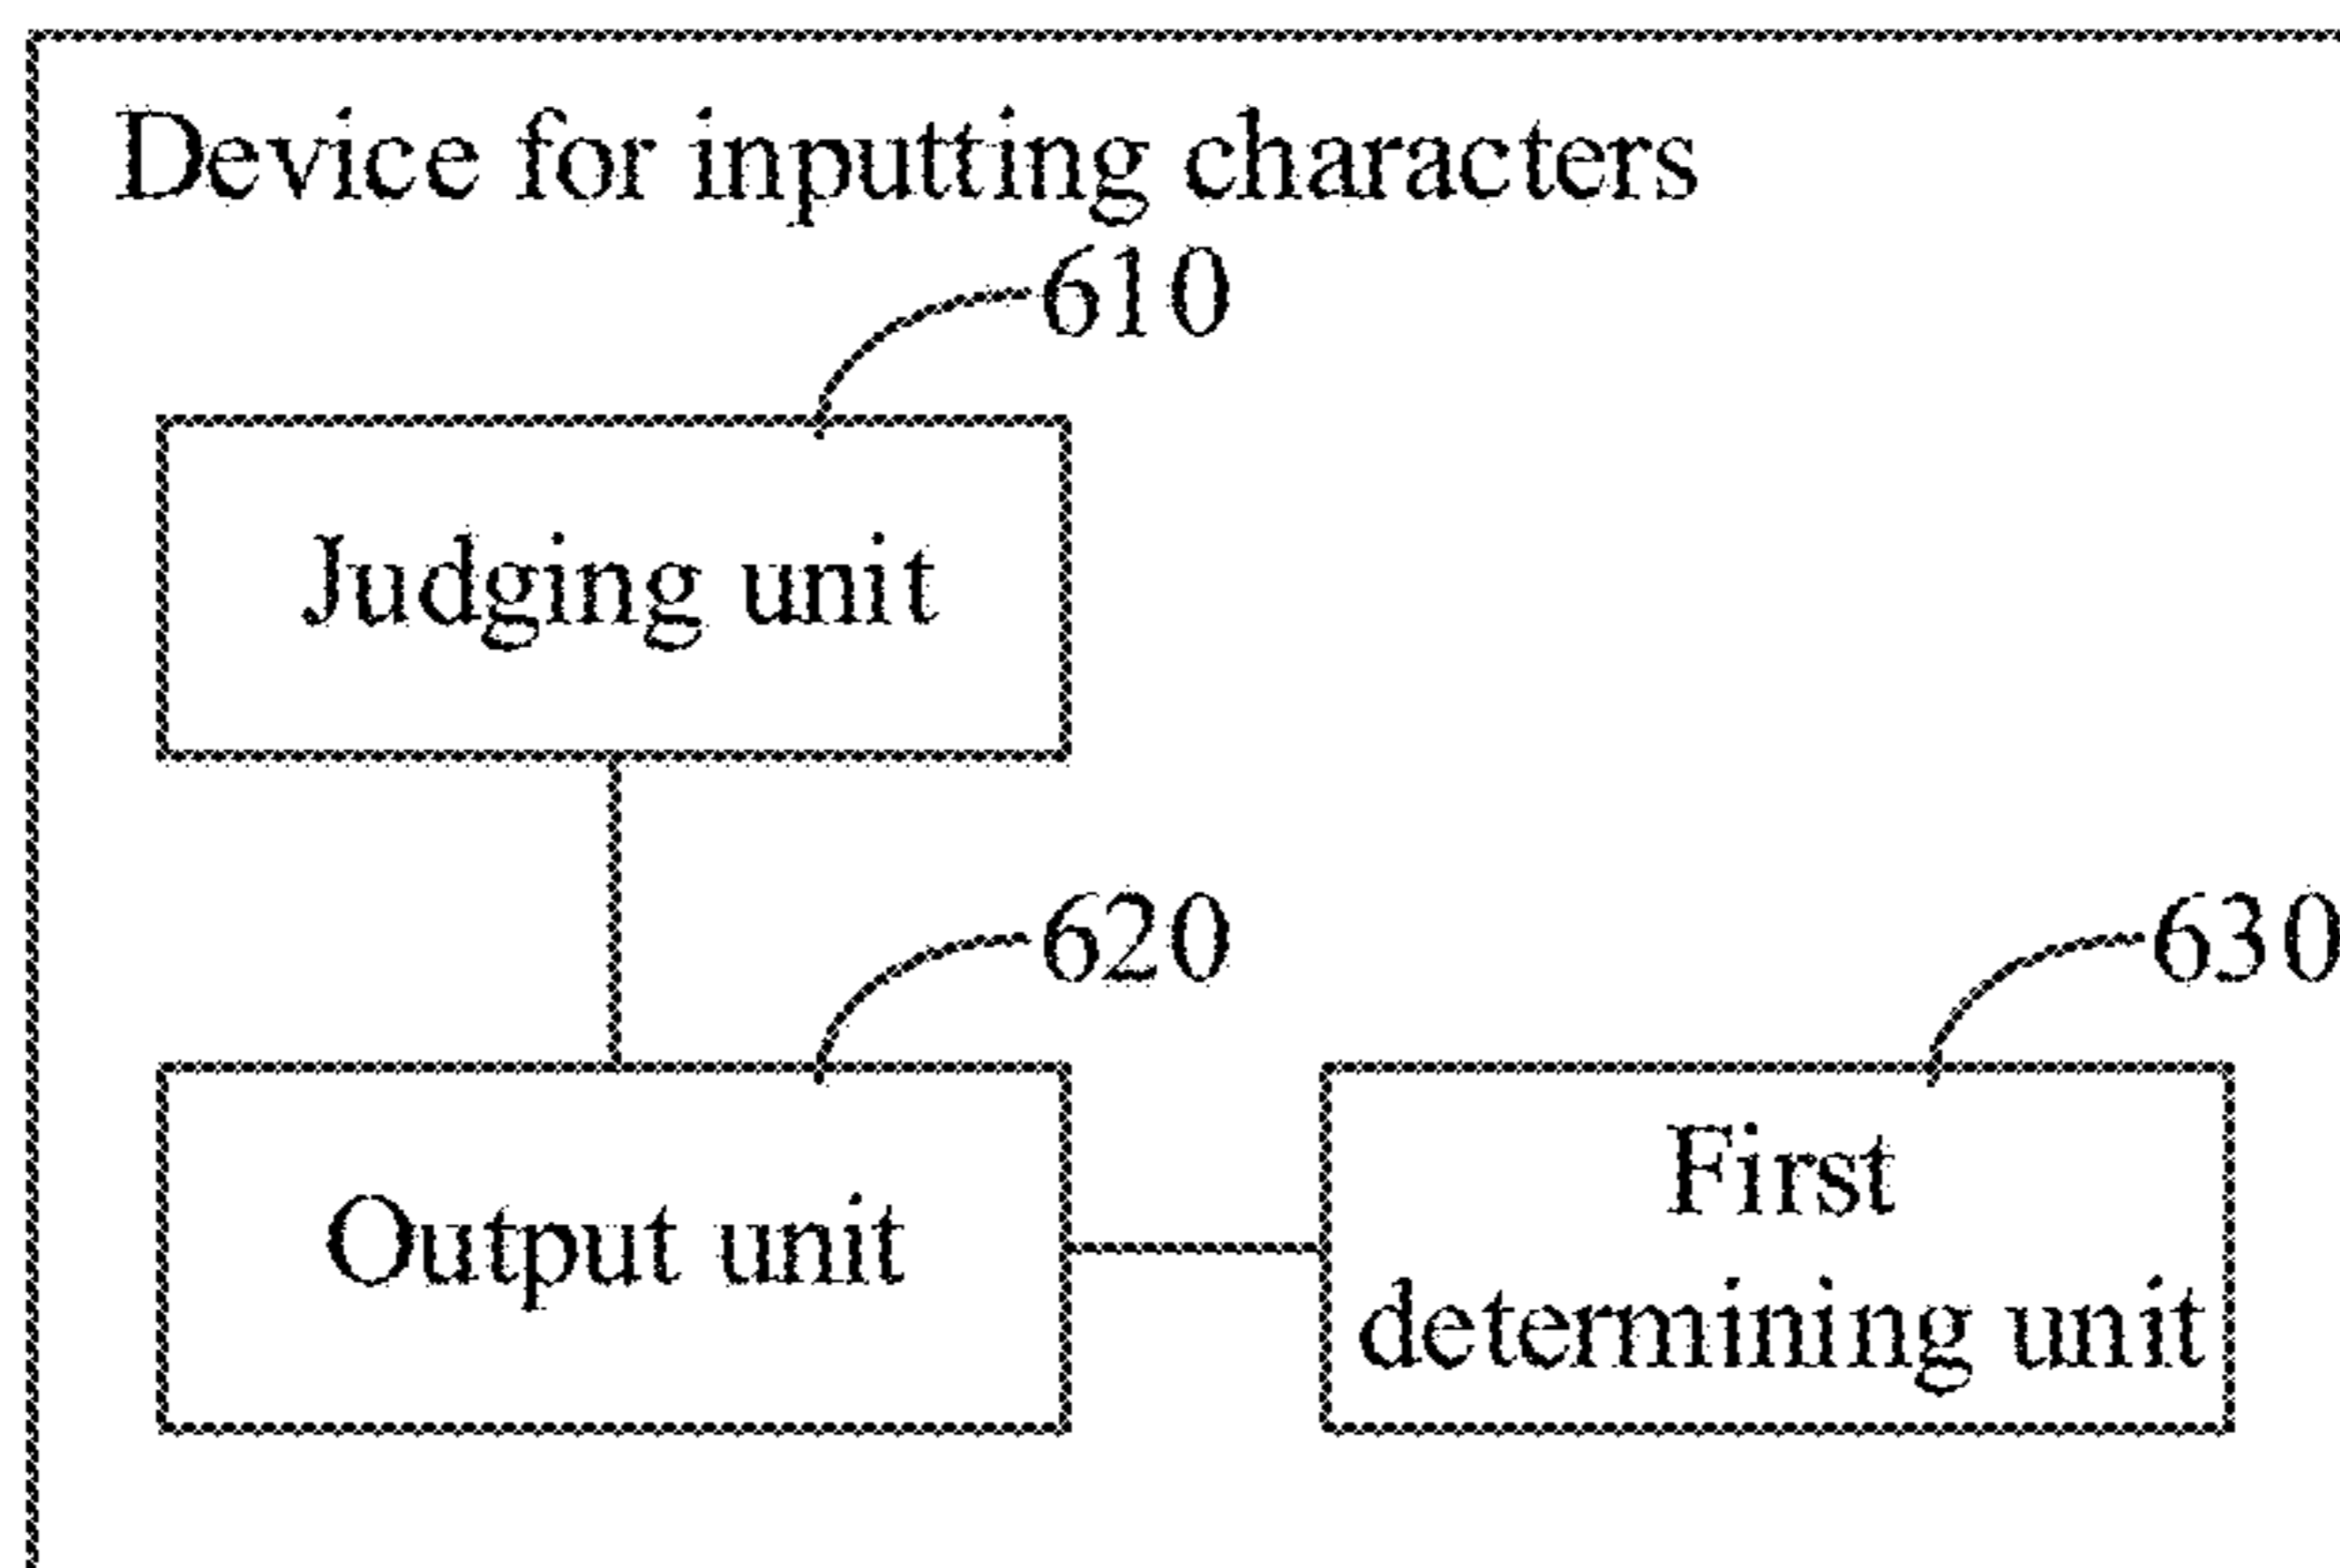 Device for inputting characters
610
Judging unit
620
630
Output unit
First
determining unit